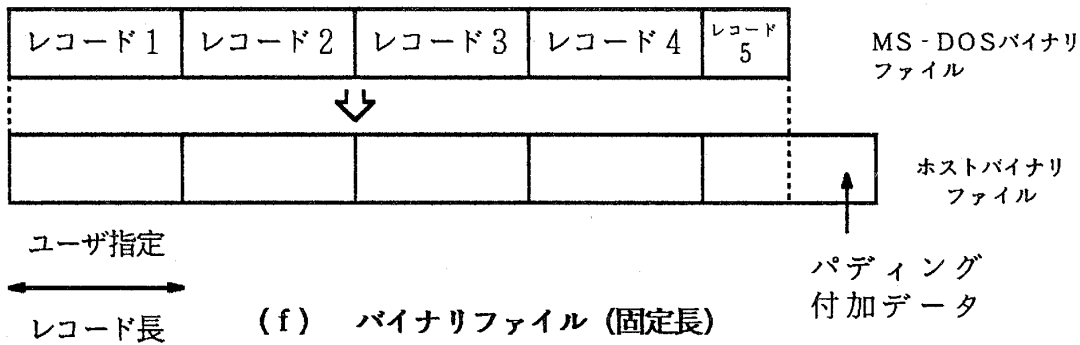 レコード1 レコード2 レコード3 レコード4 レコード
5
MS-DOSバイナリ
ファイル
ホストバイナリ
ファイル
ユーザ指定
レコード長
パディング
付加データ
(f) バイナリファイル(固定長)